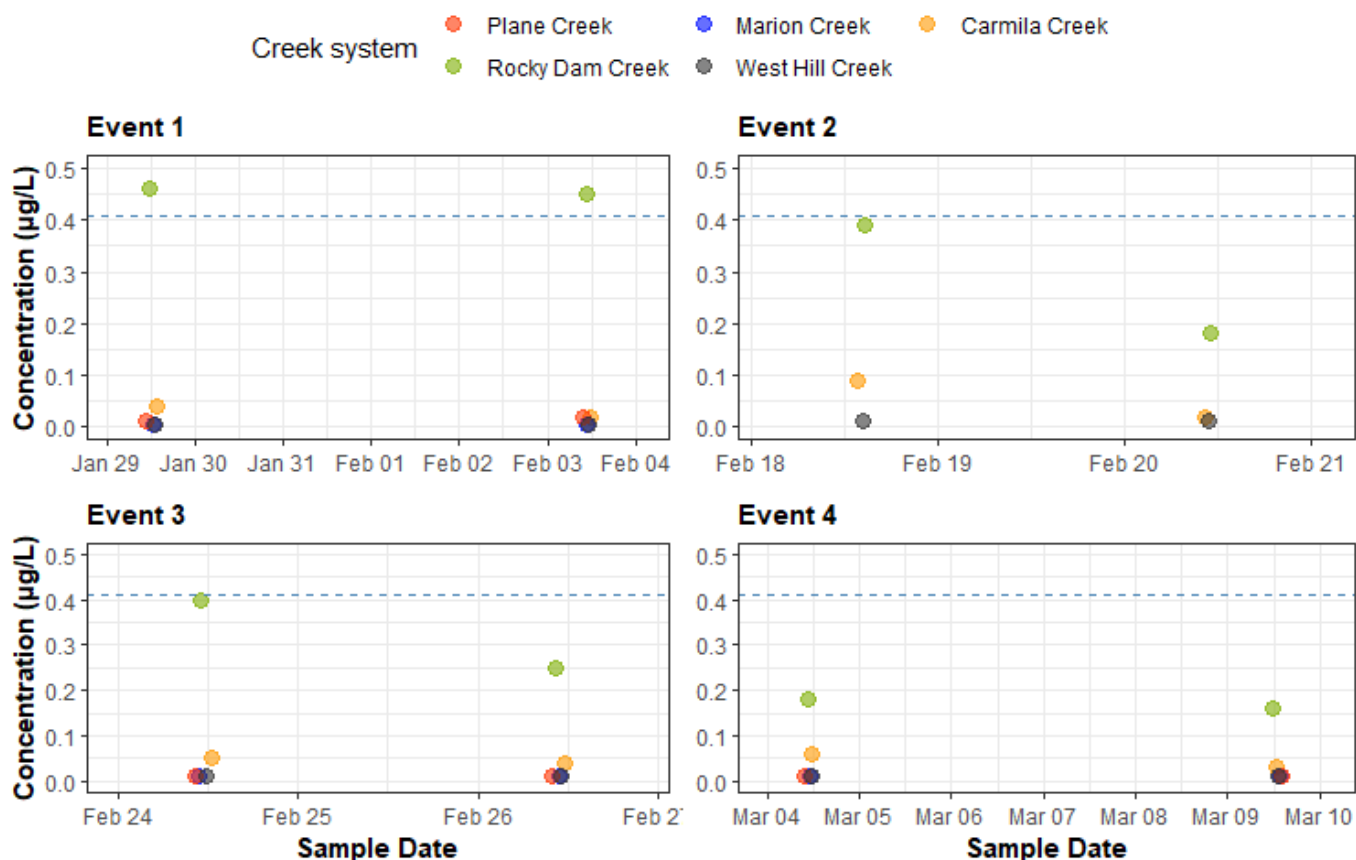 Creek system
Plane Creek
Marion Creek
Carmila Creek
Rocky Dam Creek
West Hill Creek
Event 1
Event 2
Concentration (µg/L)
0.5
0.4
0.3
0.2
0.1
0.0
Jan 29 Jan 30 Jan 31 Feb 01 Feb 02 Feb 03 Feb 04
0.5
0.4
0.3
0.2
0.1
0.0
Feb 18 Feb 19 Feb 20 Feb 21
Event 3
Event 4
Concentration (µg/L)
0.5
0.4
0.3
0.2
0.1
0.0
Feb 24 Feb 25 Feb 26 Feb 2
Sample Date
0.5
0.4
0.3
0.2
0.1
0.0
Mar 04 Mar 05 Mar 06 Mar 07 Mar 08 Mar 09 Mar 10
Sample Date